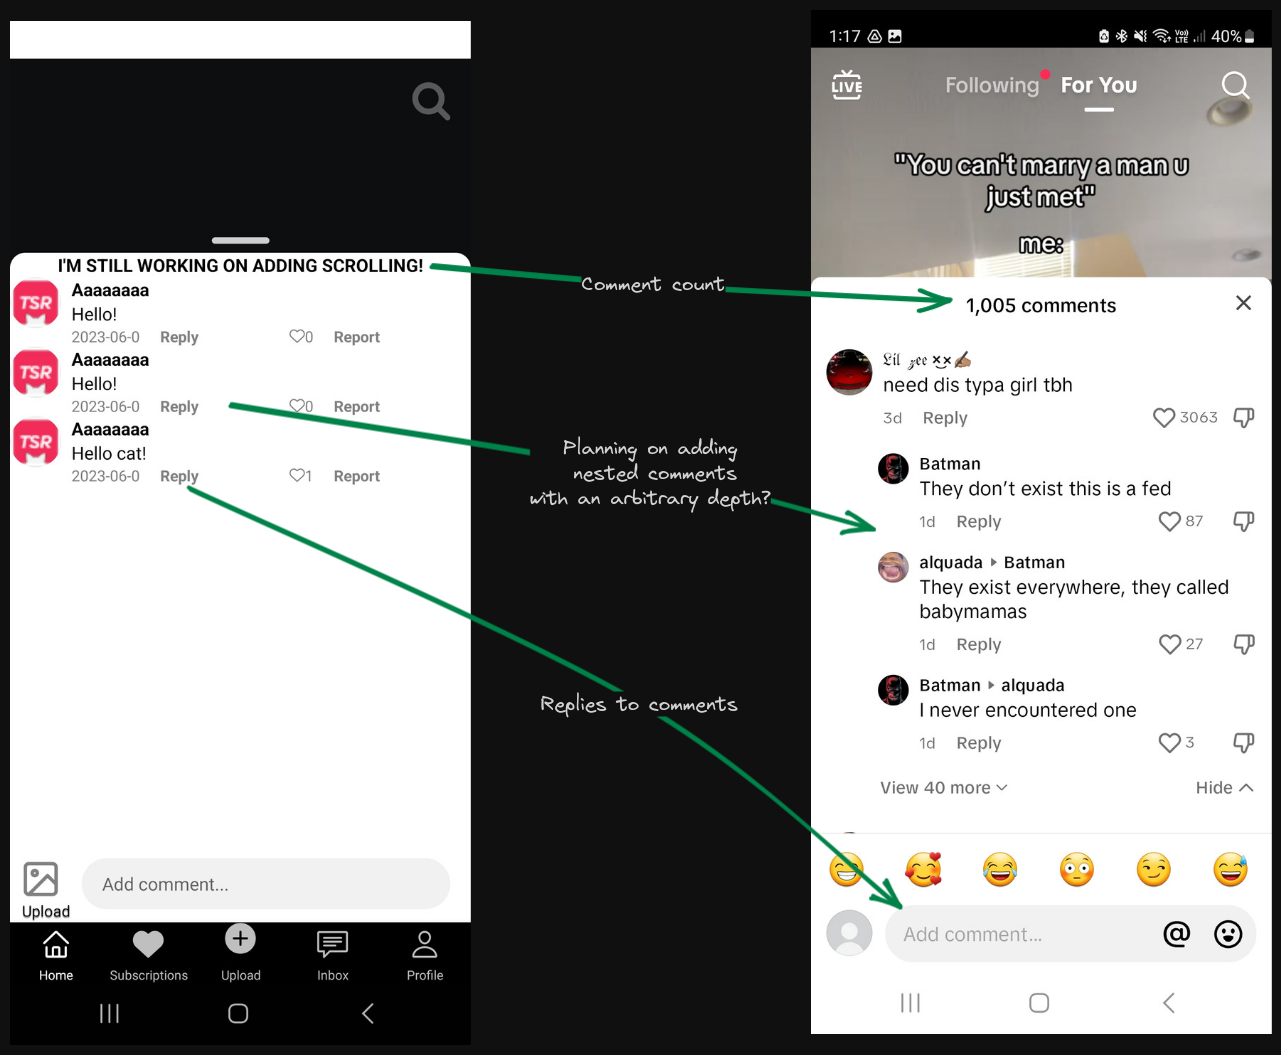 I'M STILL WORKING ON ADDING SCROLLING!
TSR
Aaaaaaaa
Hello!
2023-06-0 Reply 0 Report
TSR
Aaaaaaaa
Hello!
2023-06-0 Reply 0 Report
TSR
Aaaaaaaa
Hello cat!
2023-06-0 Reply 1 Report
Upload
Add comment...
Home Subscriptions Upload Inbox Profile
Comment count
Planning on adding
nested comments
with an arbitrary depth?
Replies to comments
1:17 Vo)) LTE 40%
LIVE Following For You
"You can't marry a man u
just met"
me:
1,005 comments
𝔏𝔦𝔩 𝓏𝑒𝑒
need dis typa girl tbh
3d Reply 3063
Batman
They don't exist this is a fed
1d Reply 87
alquada Batman
They exist everywhere, they called
babymamas
1d Reply 27
Batman alquada
I never encountered one
1d Reply 3
View 40 more Hide
Add comment... @